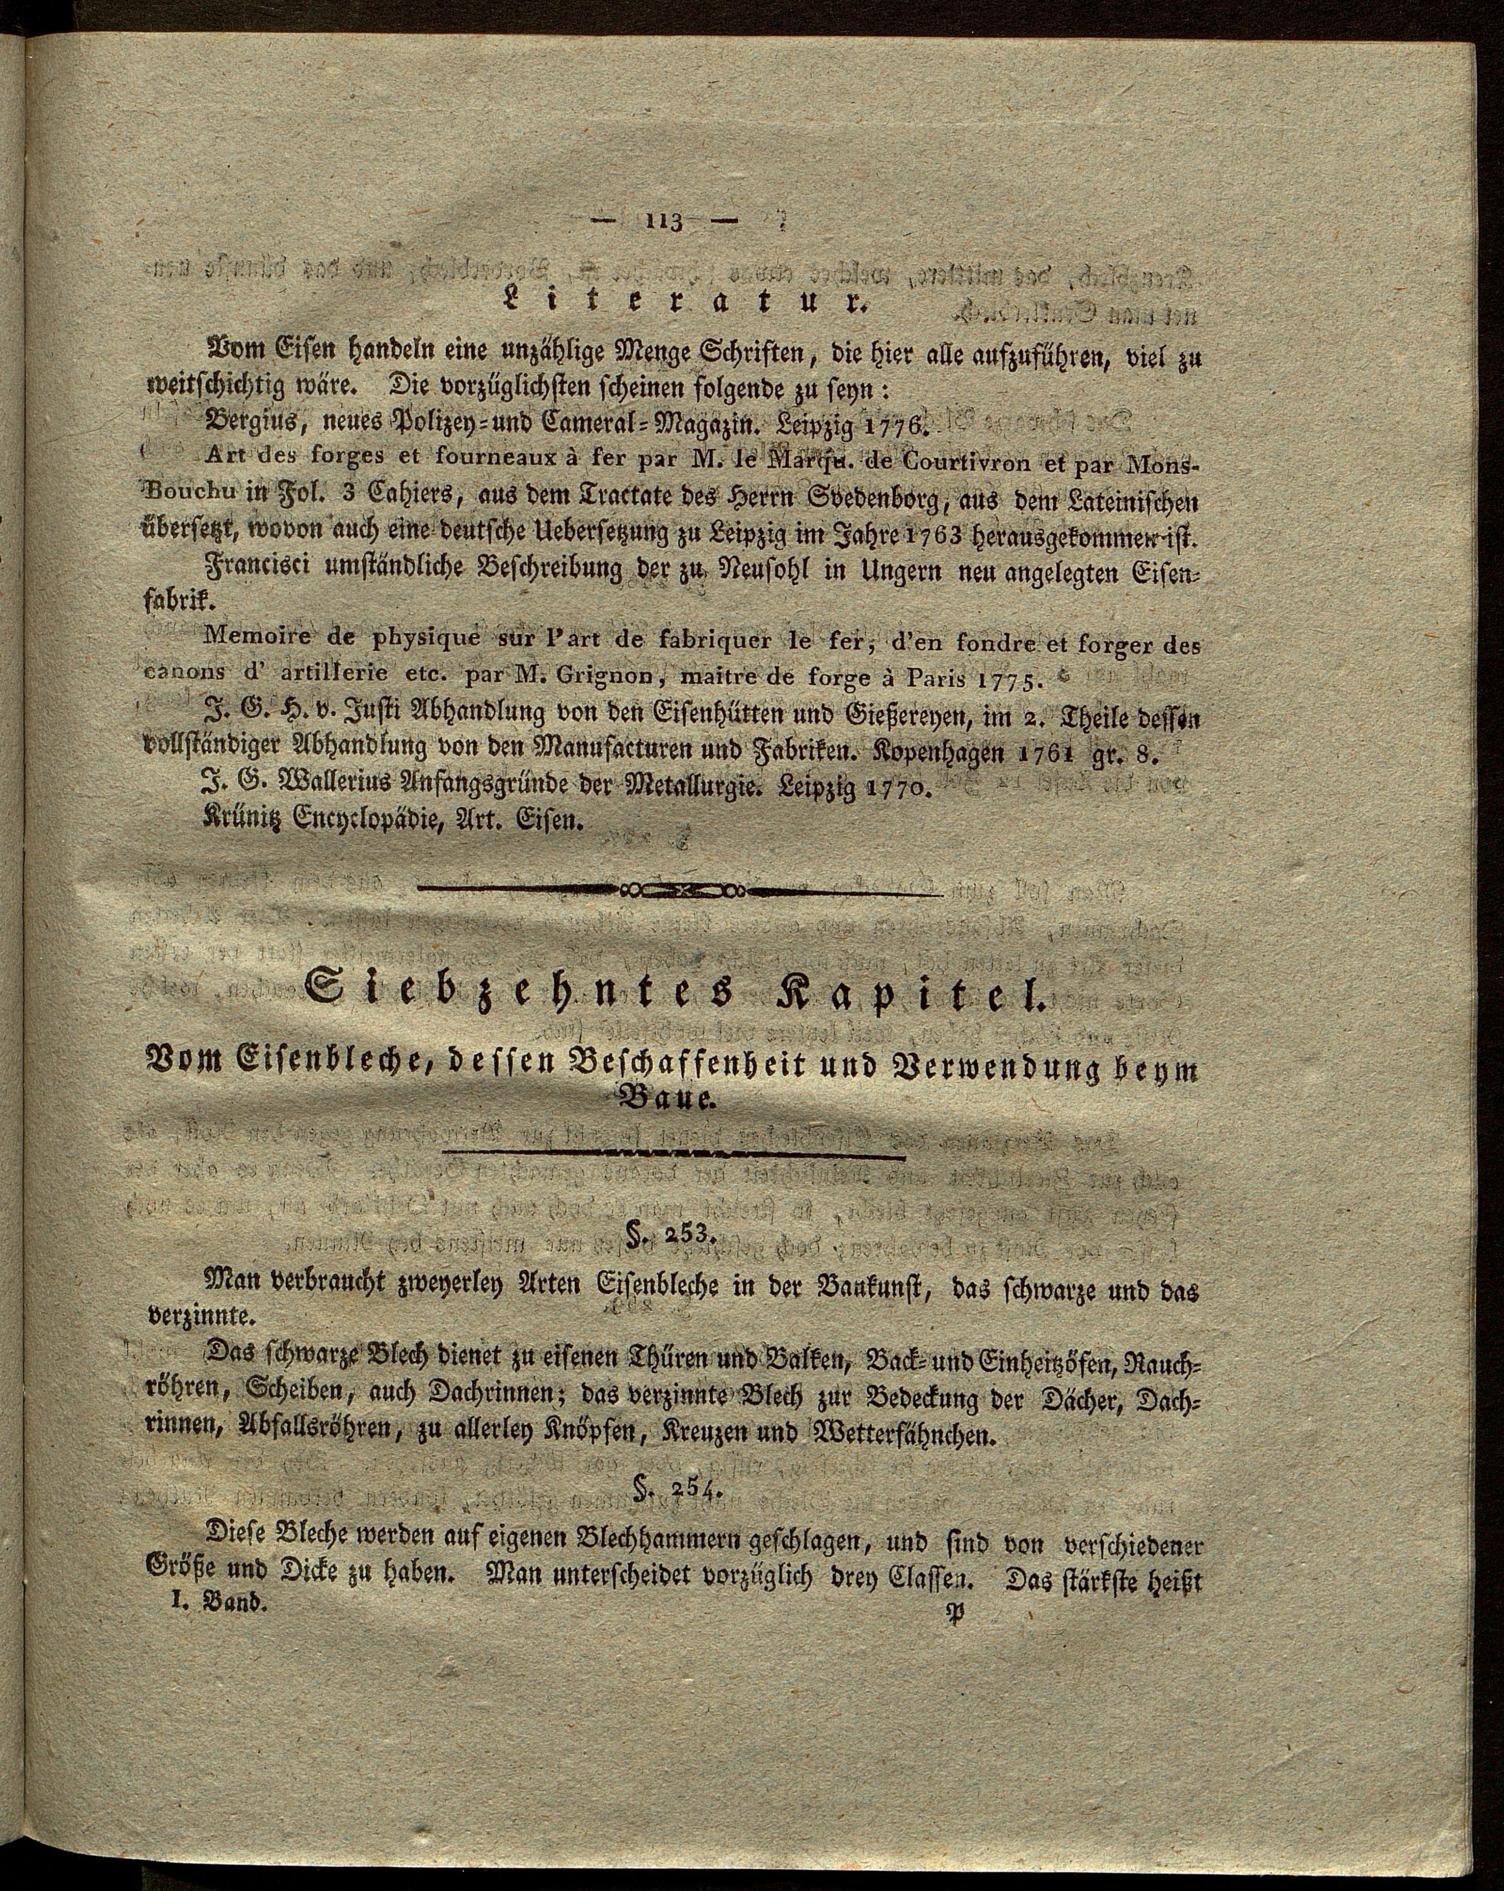 — 113 —
Literatur.
Vom Eisen handeln eine unzählige Menge Schriften, die hier alle aufzuführen, viel zu
weitschichtig wäre. Die vorzüglichsten scheinen folgende zu seyn:
Bergius, neues Polizey-und Cameral-Magazin. Leipzig 1776.
Art des forges et fourneaux à fer par M. le Marqu. de Courtivron et par Mons-
Bouchu in Fol. 3 Cahiers, aus dem Tractate des Herrn Svedenborg, aus dem Lateinischen
übersetzt, wovon auch eine deutsche Uebersetzung zu Leipzig im Jahre 1763 herausgekommen ist.
Francisci umständliche Beschreibung der zu Neusohl in Ungern neu angelegten Eisen-
fabrik.
Memoire de physique sur l'art de fabriquer le fer, d'en fondre et forger des
canons d' artillerie etc. par M. Grignon, maitre de forge à Paris 1775.
J. G. H. v. Justi Abhandlung von den Eisenhütten und Gießereyen, im 2. Theile dessen
vollständiger Abhandlung von den Manufacturen und Fabriken. Kopenhagen 1761 gr. 8.
J. G. Wallerius Anfangsgründe der Metallurgie. Leipzig 1770.
Krünitz Encyclopädie, Art. Eisen.
Siebzehntes Kapitel.
Vom Eisenbleche, dessen Beschaffenheit und Verwendung beym
Baue.
§. 253.
Man verbraucht zweyerley Arten Eisenbleche in der Baukunst, das schwarze und das
verzinnte.
Das schwarze Blech dienet zu eisenen Thüren und Balken, Back-und Einheitzöfen, Rauch-
röhren, Scheiben, auch Dachrinnen; das verzinnte Blech zur Bedeckung der Dächer, Dach-
rinnen, Abfallsröhren, zu allerley Knöpfen, Kreuzen und Wetterfähnchen.
§. 254.
Diese Bleche werden auf eigenen Blechhammern geschlagen, und sind von verschiedener
Größe und Dicke zu haben. Man unterscheidet vorzüglich drey Classen. Das stärkste heißt
I. Band.
P